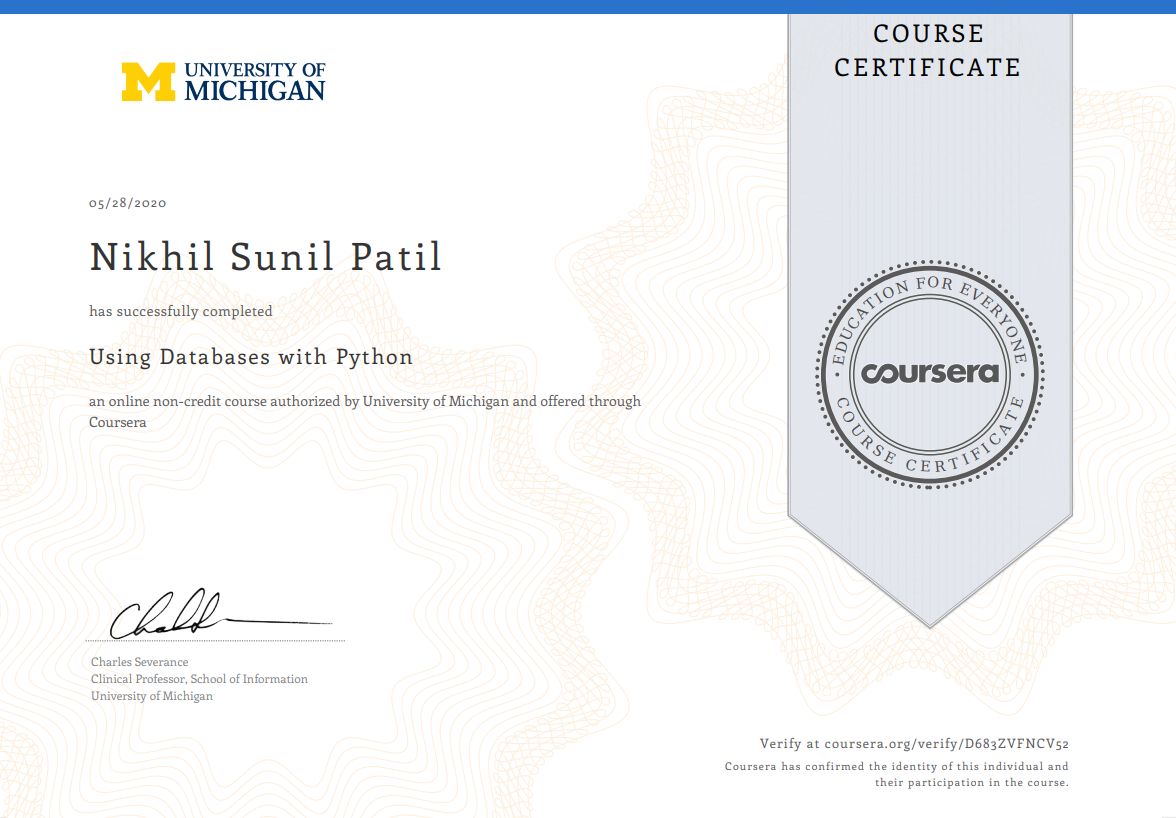 UNIVERSITY OF
MICHIGAN
COURSE
CERTIFICATE
05/28/2020
Nikhil Sunil Patil
has successfully completed
Using Databases with Python
an online non-credit course authorized by University of Michigan and offered through
Coursera
EDUCATION FOR EVERYONE
coursera
COURSE CERTIFICATE
Charles Severance
Clinical Professor, School of Information
University of Michigan
Verify at coursera.org/verify/D683ZVFNCV52
Coursera has confirmed the identity of this individual and
their participation in the course.